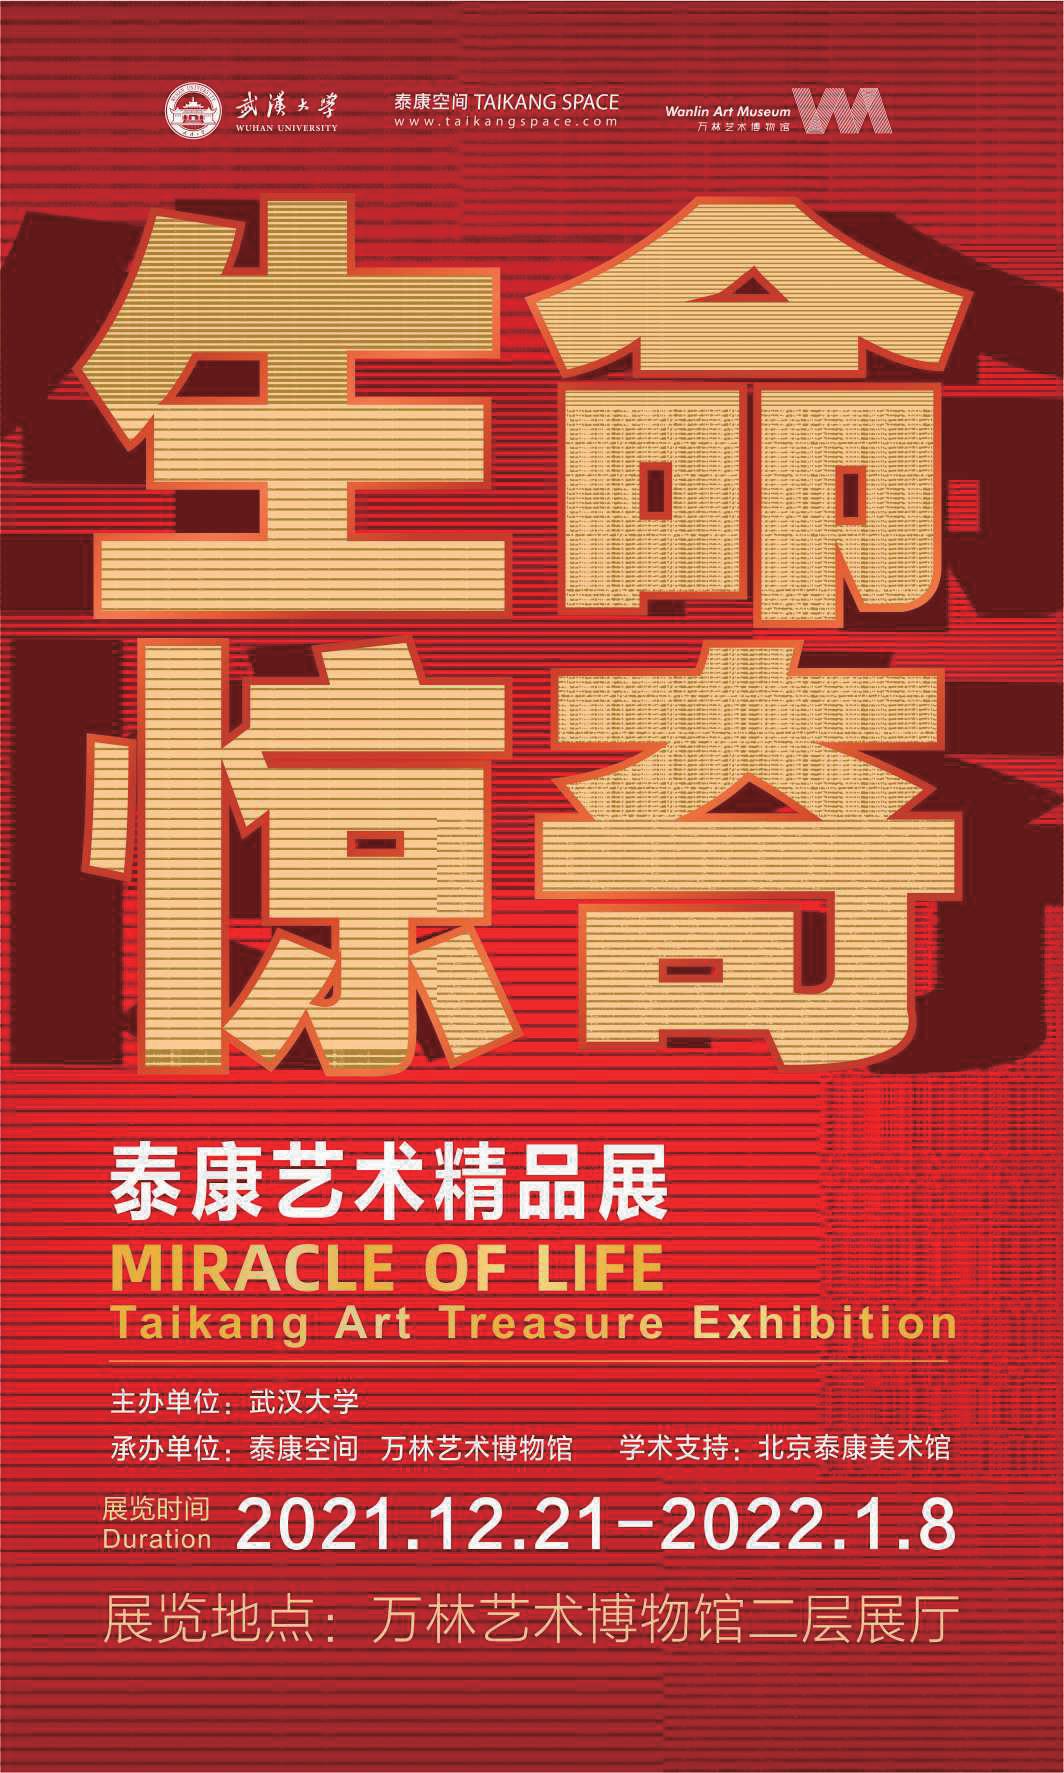 武漢大学
WUHAN UNIVERSITY
泰康空间 TAIKANG SPACE
www.taikangspace.com
Wanlin Art Museum
万林艺术博物馆
生命
惊奇
泰康艺术精品展
MIRACLE OF LIFE
Taikang Art Treasure Exhibition
主办单位：武汉大学
承办单位：泰康空间 万林艺术博物馆 学术支持：北京泰康美术馆
展览时间
Duration
2021.12.21-2022.1.8
展览地点：万林艺术博物馆二层展厅